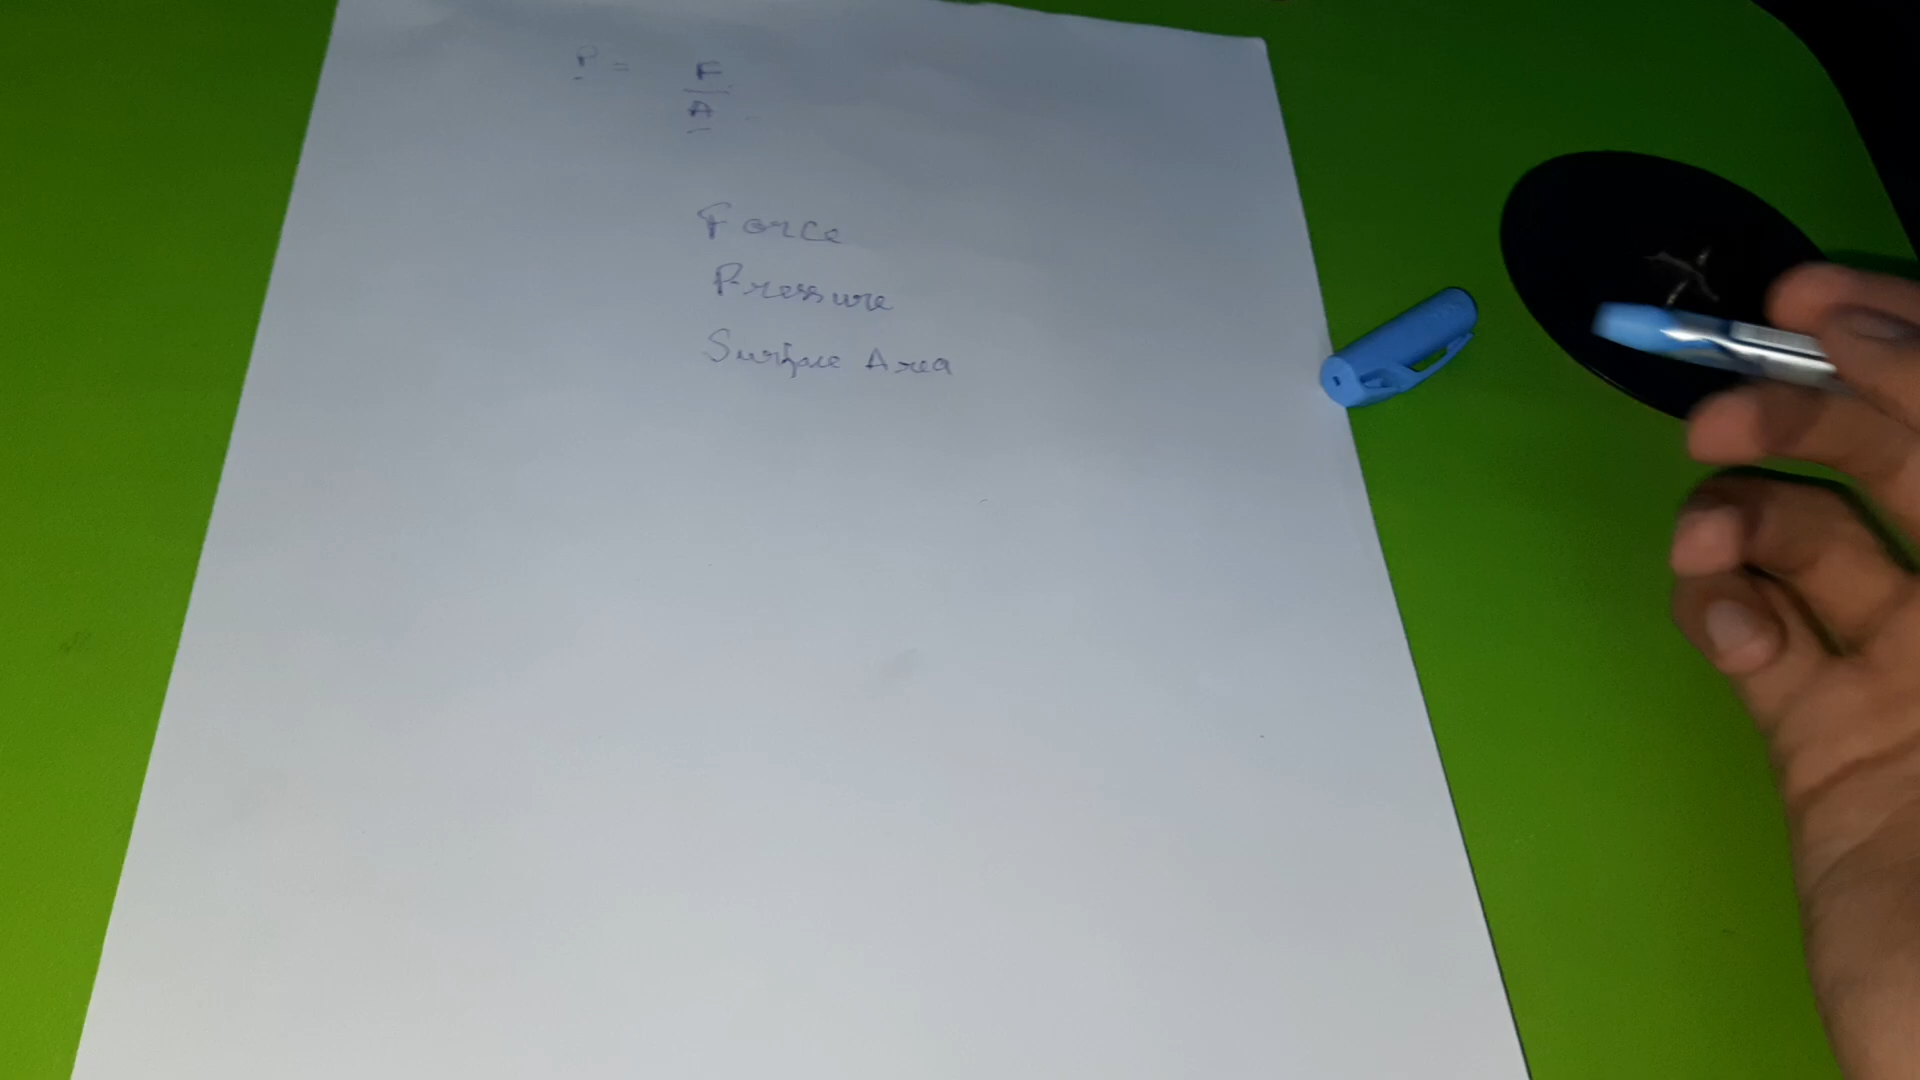 P = F
A
Force
Pressure
Surface Area